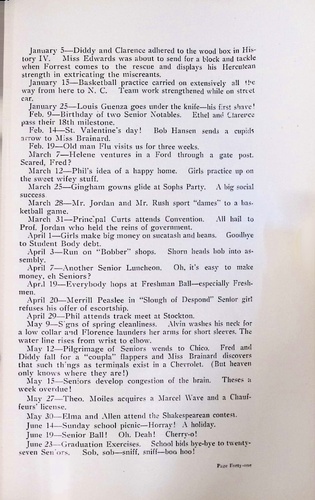 January 5—Diddy and Clarence adhered to the wood box in His-
tory IV. Miss Edwards was about to send for a block and tackle
when Forrest comes to the rescue and displays his Herculean
strength in extricating the miscreants.
January 15—Basketball practice carried on extensively all the
way from here to N. C. Team work strengthened while on street
car.
January 25—Louis Guenza goes under the knife—his first shave!
Feb. 9—Birthday of two Senior Notables. Ethel and Clarence
pass their 18th milestone.
Feb. 14—St. Valentine's day! Bob Hansen sends a cupids
arrow to Miss Brainard.
Feb. 19—Old man Flu visits us for three weeks.
March 7—Helene ventures in a Ford through a gate post.
Scared, Fred?
March 12—Phil's idea of a happy home. Girls practice up on
the sweet wifey stuff.
March 25—Gingham gowns glide at Sophs Party. A big social
success.
March 28—Mr. Jordan and Mr. Rush sport "dames" to a bas-
ketball game.
March 31—Principal Curts attends Convention. All hail to
Prof. Jordan who held the reins of government.
April 1—Girls make big money on sucatash and beans. Goodbye
to Student Body debt.
April 3—Run on "Bobber" shops. Shorn heads bob into as-
sembly.
April 7—Another Senior Luncheon. Oh, it's easy to make
money, eh Seniors?
April 19—Everybody hops at Freshman Ball—especially Fresh-
men.
April 20—Merrill Peaslee in "Slough of Despond" Senior girl
refuses his offer of escortship.
April 29—Phil attends track meet at Stockton.
May 9—Signs of spring cleanliness. Alvin washes his neck for
a low collar and Florence launders her arms for short sleeves. The
water line rises from wrist to elbow.
May 12—Pilgrimage of Seniors wends to Chico. Fred and
Diddy fall for a "coupla" flappers and Miss Brainard discovers
that such things as terminals exist in a Chevrolet. (But heaven
only knows where they are!)
May 15—Seniors develop congestion of the brain. Theses a
week overdue!
May 27—Theo. Moiles acquires a Marcel Wave and a Chauf-
feurs' license.
May 30—Elma and Allen attend the Shakespearean contest.
June 14—Sunday school picnic—Horray! A holiday.
June 19—Senior Ball! Oh. Deah! Cherry-o!
June 23—Graduation Exercises. School bids bye-bye to twenty-
seven Seniors. Sob, sob—sniff, sniff—boo hoo!
Page Forty-one